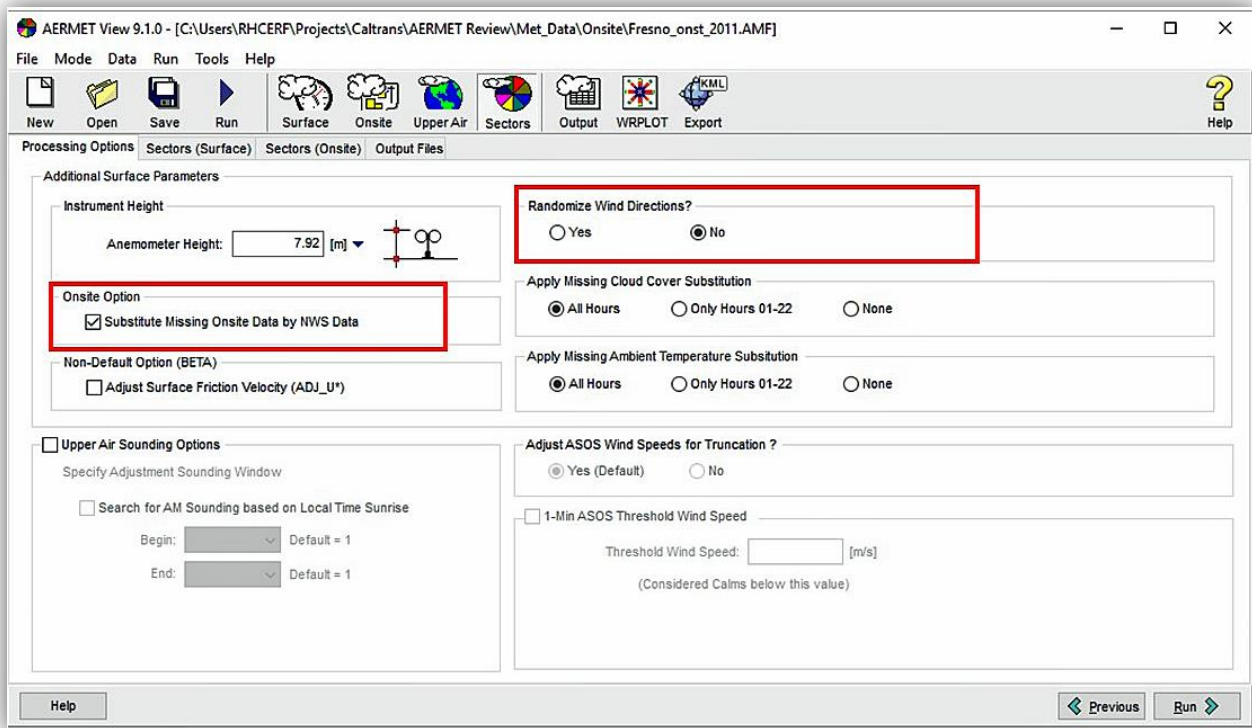 AERMET View 9.1.0 - [C:\Users\RHCERF\Projects\Caltrans\AERMET Review\Met_Data\Onsite\Fresno_onst_2011.AMF]
File Mode Data Run Tools Help
KML
New Open Save Run Surface Onsite Upper Air Sectors Output WRPLOT Export Help
Processing Options Sectors (Surface) Sectors (Onsite) Output Files
Additional Surface Parameters
Instrument Height
Anemometer Height: 7.92 [m]
Onsite Option
Substitute Missing Onsite Data by NWS Data
Non-Default Option (BETA)
Adjust Surface Friction Velocity (ADJ_U*)
Randomize Wind Directions?
Yes No
Apply Missing Cloud Cover Substitution
All Hours Only Hours 01-22 None
Apply Missing Ambient Temperature Subsitution
All Hours Only Hours 01-22 None
Upper Air Sounding Options
Specify Adjustment Sounding Window
Search for AM Sounding based on Local Time Sunrise
Begin: Default = 1
End: Default = 1
Adjust ASOS Wind Speeds for Truncation ?
Yes (Default) No
1-Min ASOS Threshold Wind Speed
Threshold Wind Speed: [m/s]
(Considered Calms below this value)
Help Previous Run